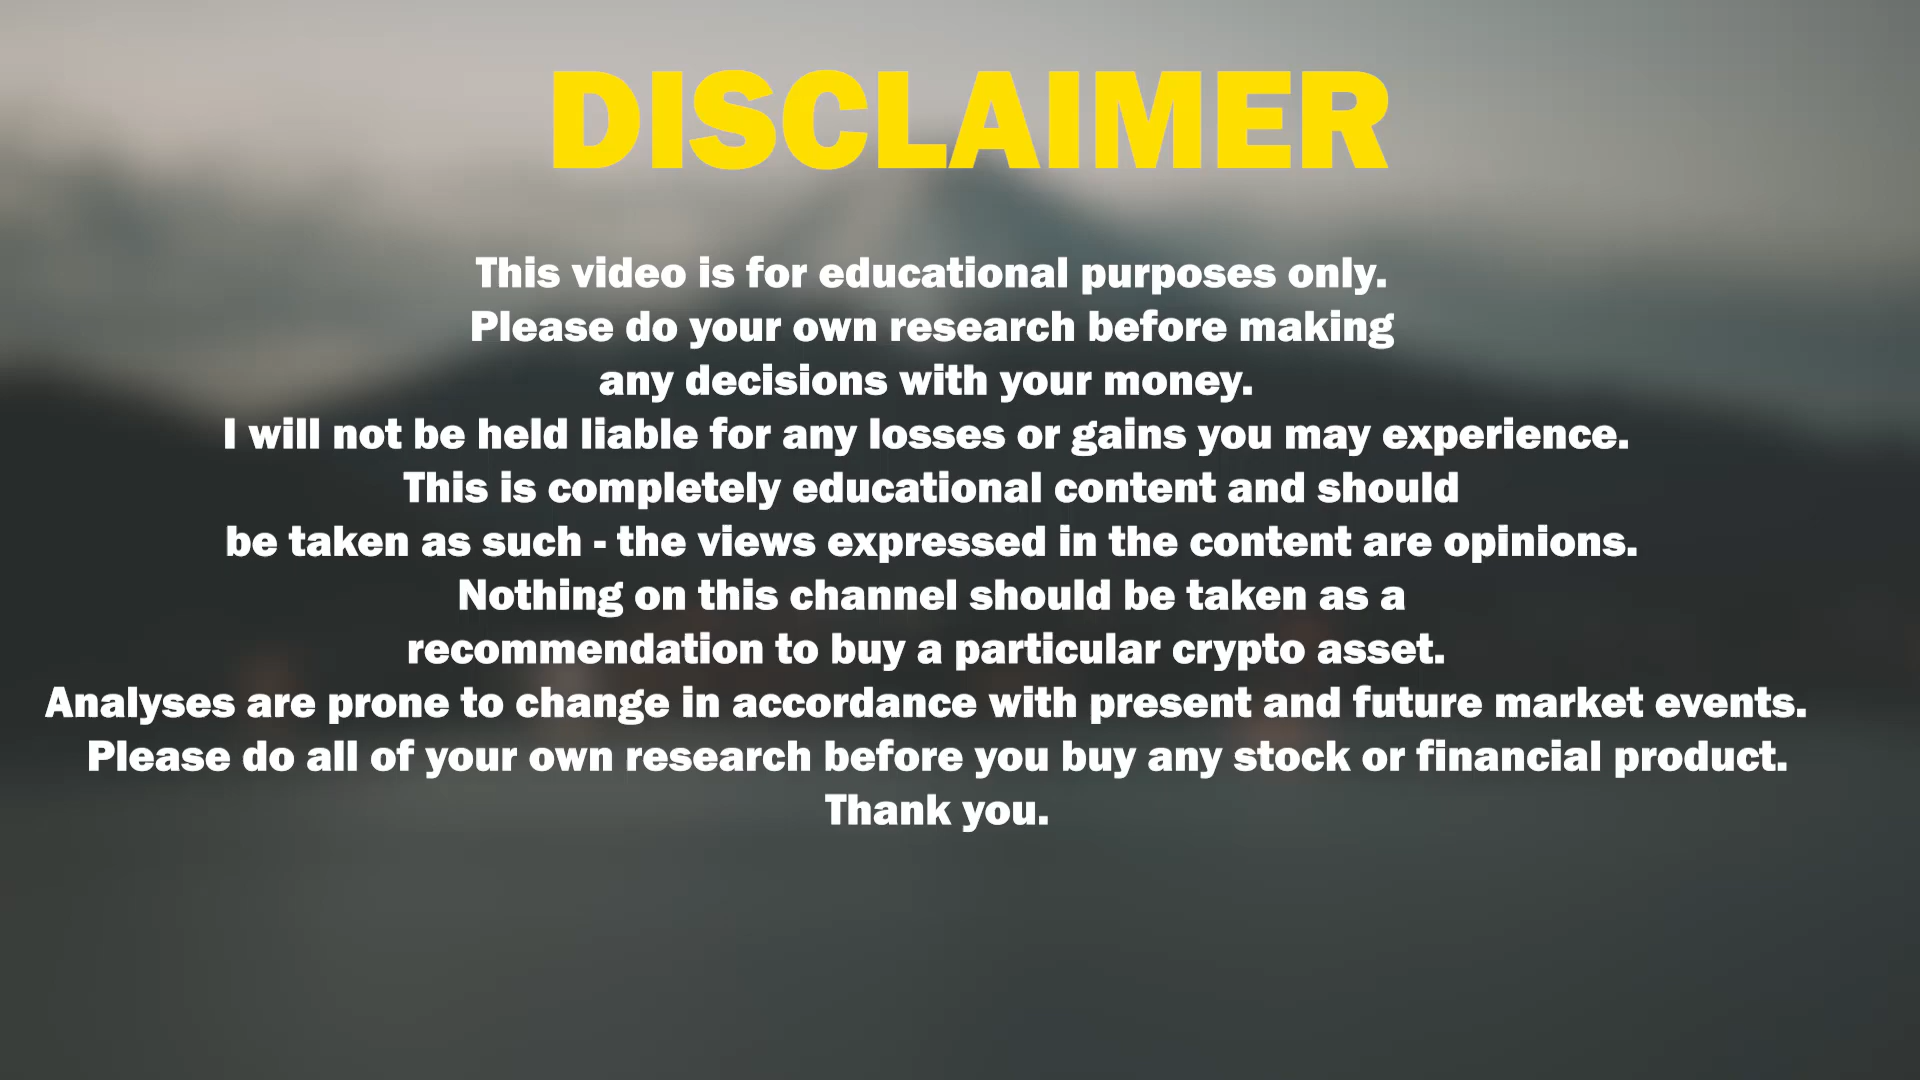 DISCLAIMER
This video is for educational purposes only.
Please do your own research before making
any decisions with your money.
I will not be held liable for any losses or gains you may experience.
This is completely educational content and should
be taken as such - the views expressed in the content are opinions.
Nothing on this channel should be taken as a
recommendation to buy a particular crypto asset.
Analyses are prone to change in accordance with present and future market events.
Please do all of your own research before you buy any stock or financial product.
Thank you.